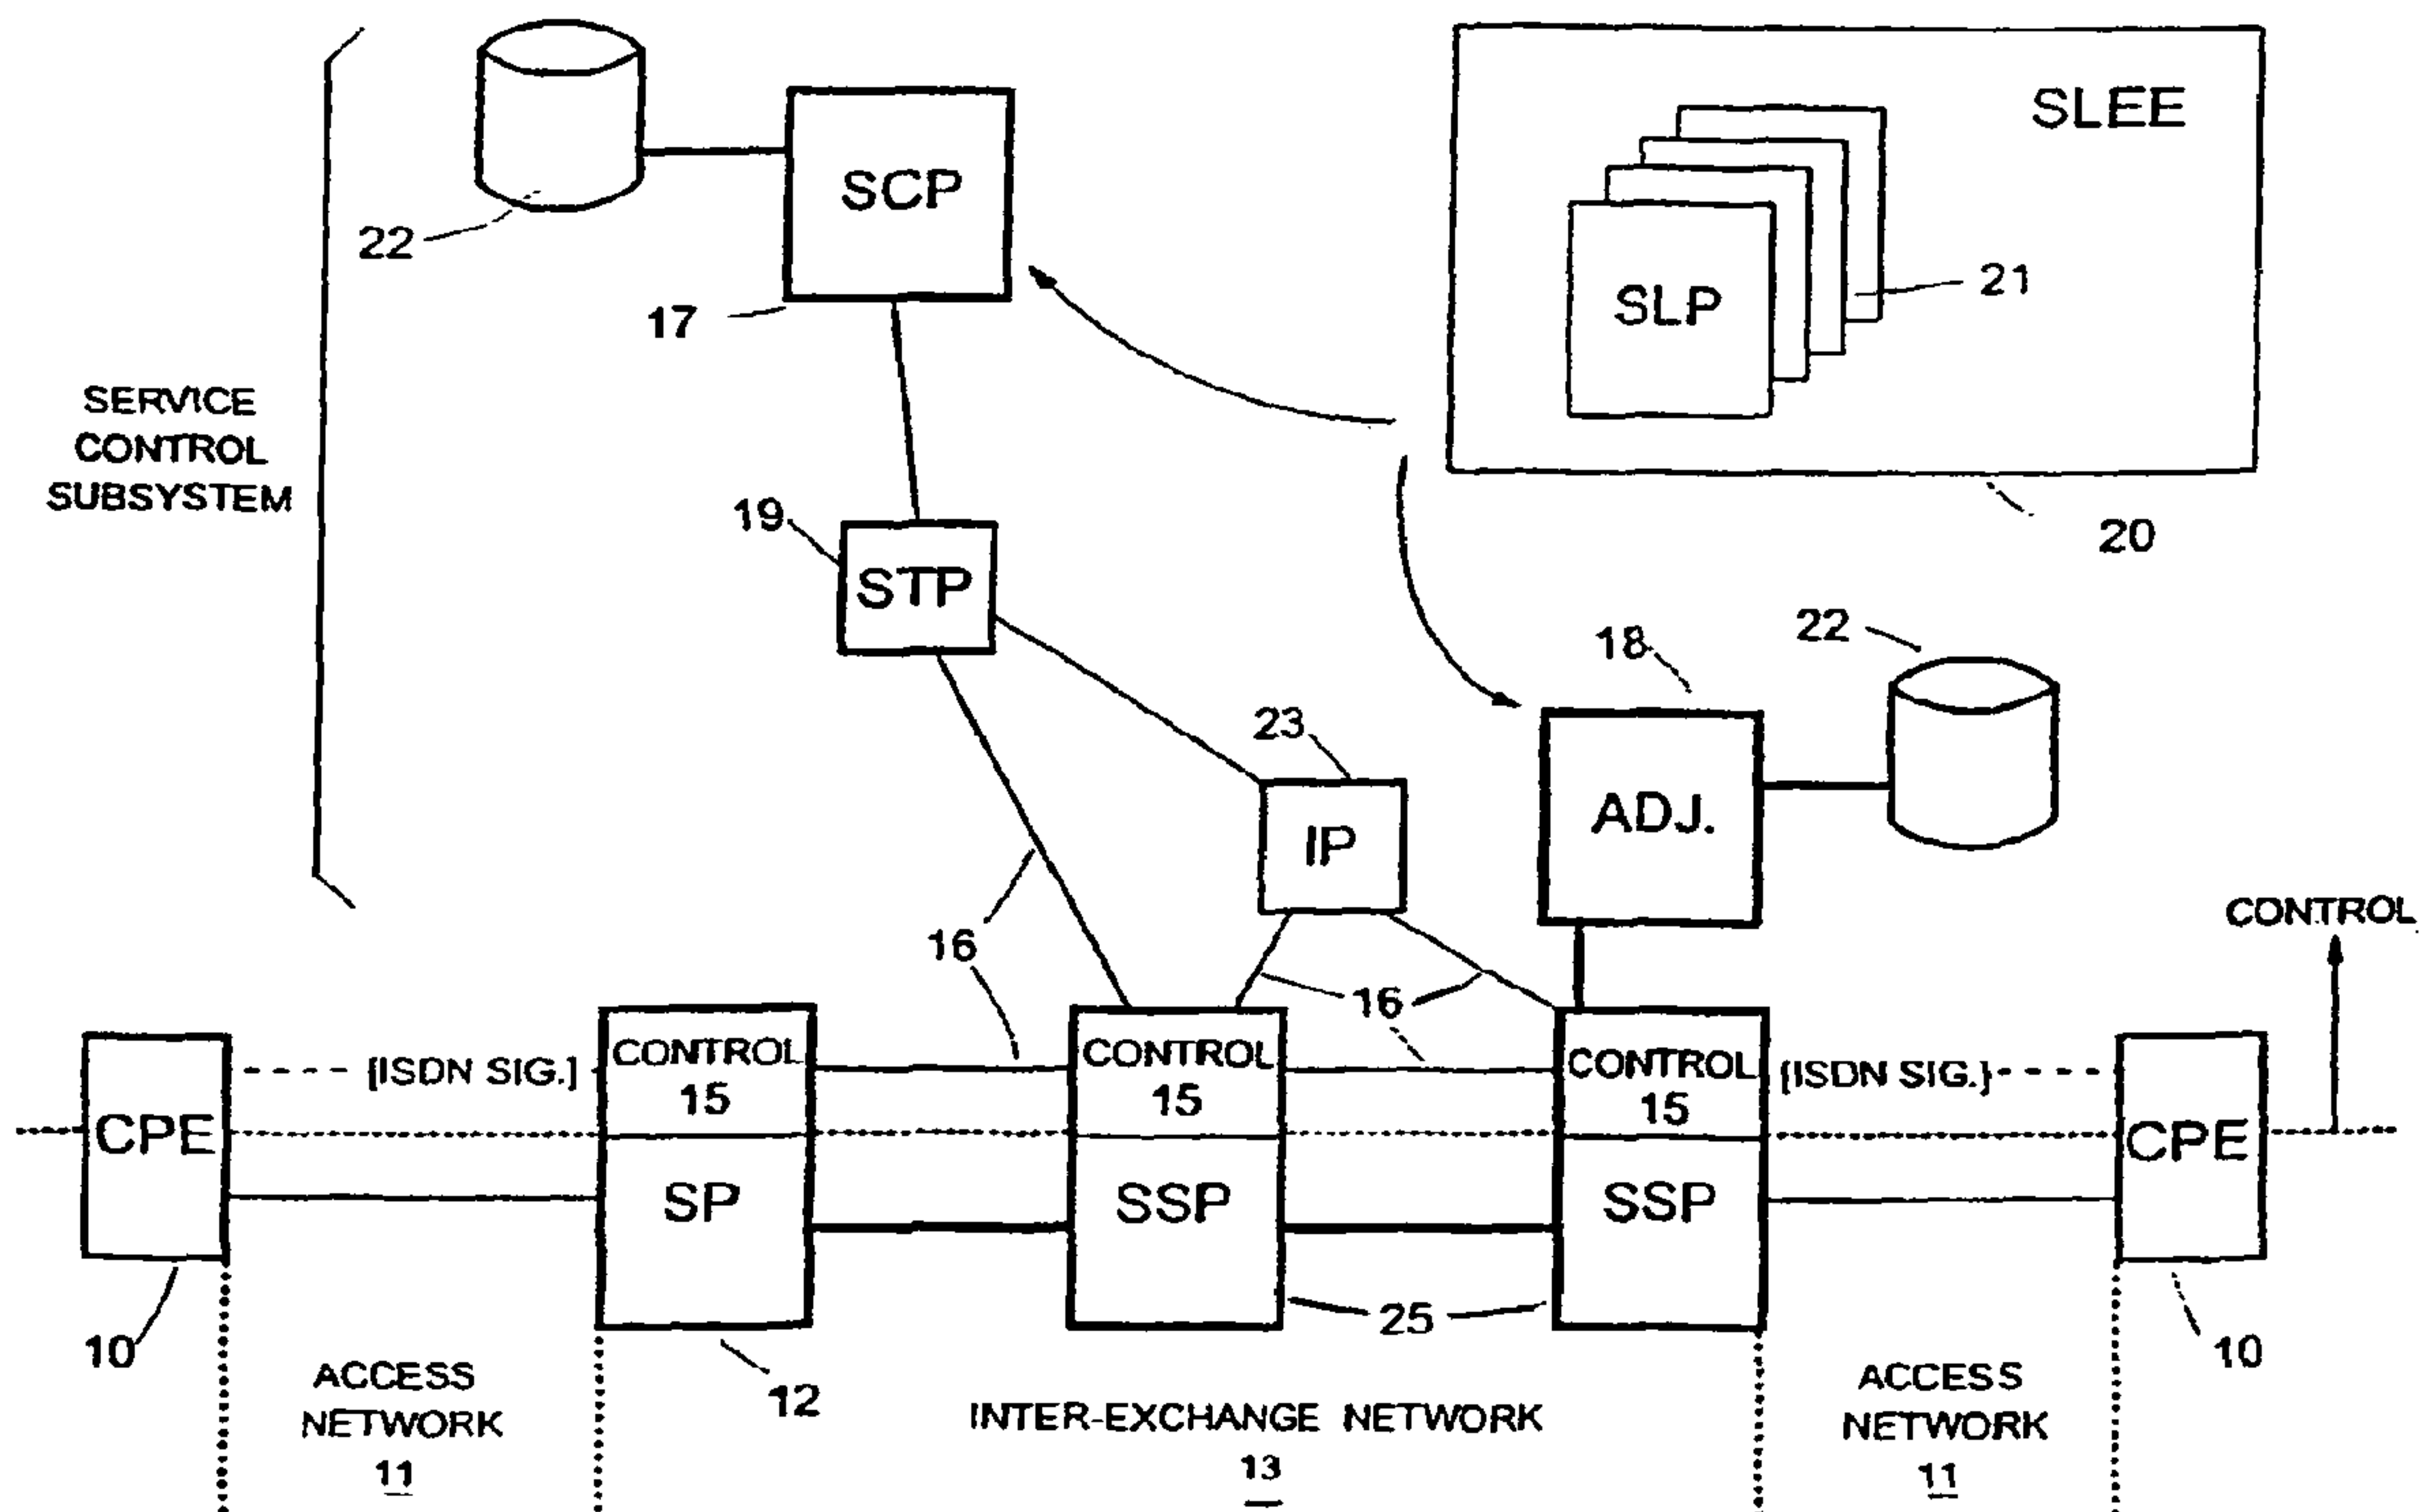 SLEE
SCP
22
21
SLP
17
SERVICE
CONTROL
SUBSYSTEM
19
STP
20
22
18
23
ADJ.
IP
CONTROL
16
16
[ISDN SIG.]
CONTROL
15
CONTROL
15
CONTROL
15
[ISDN SIG.]
CPE
CPE
SP
SSP
SSP
25
10
10
12
ACCESS
NETWORK
11
INTER-EXCHANGE NETWORK
13
ACCESS
NETWORK
11